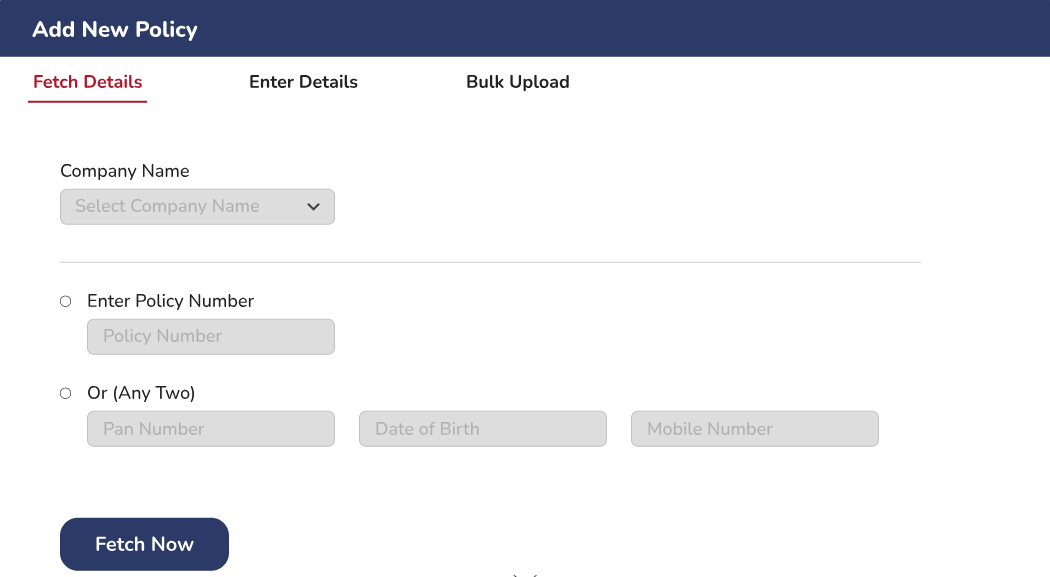 Add New Policy
Fetch Details Enter Details Bulk Upload
Company Name
Select Company Name
Enter Policy Number
Policy Number
Or (Any Two)
Pan Number Date of Birth Mobile Number
Fetch Now